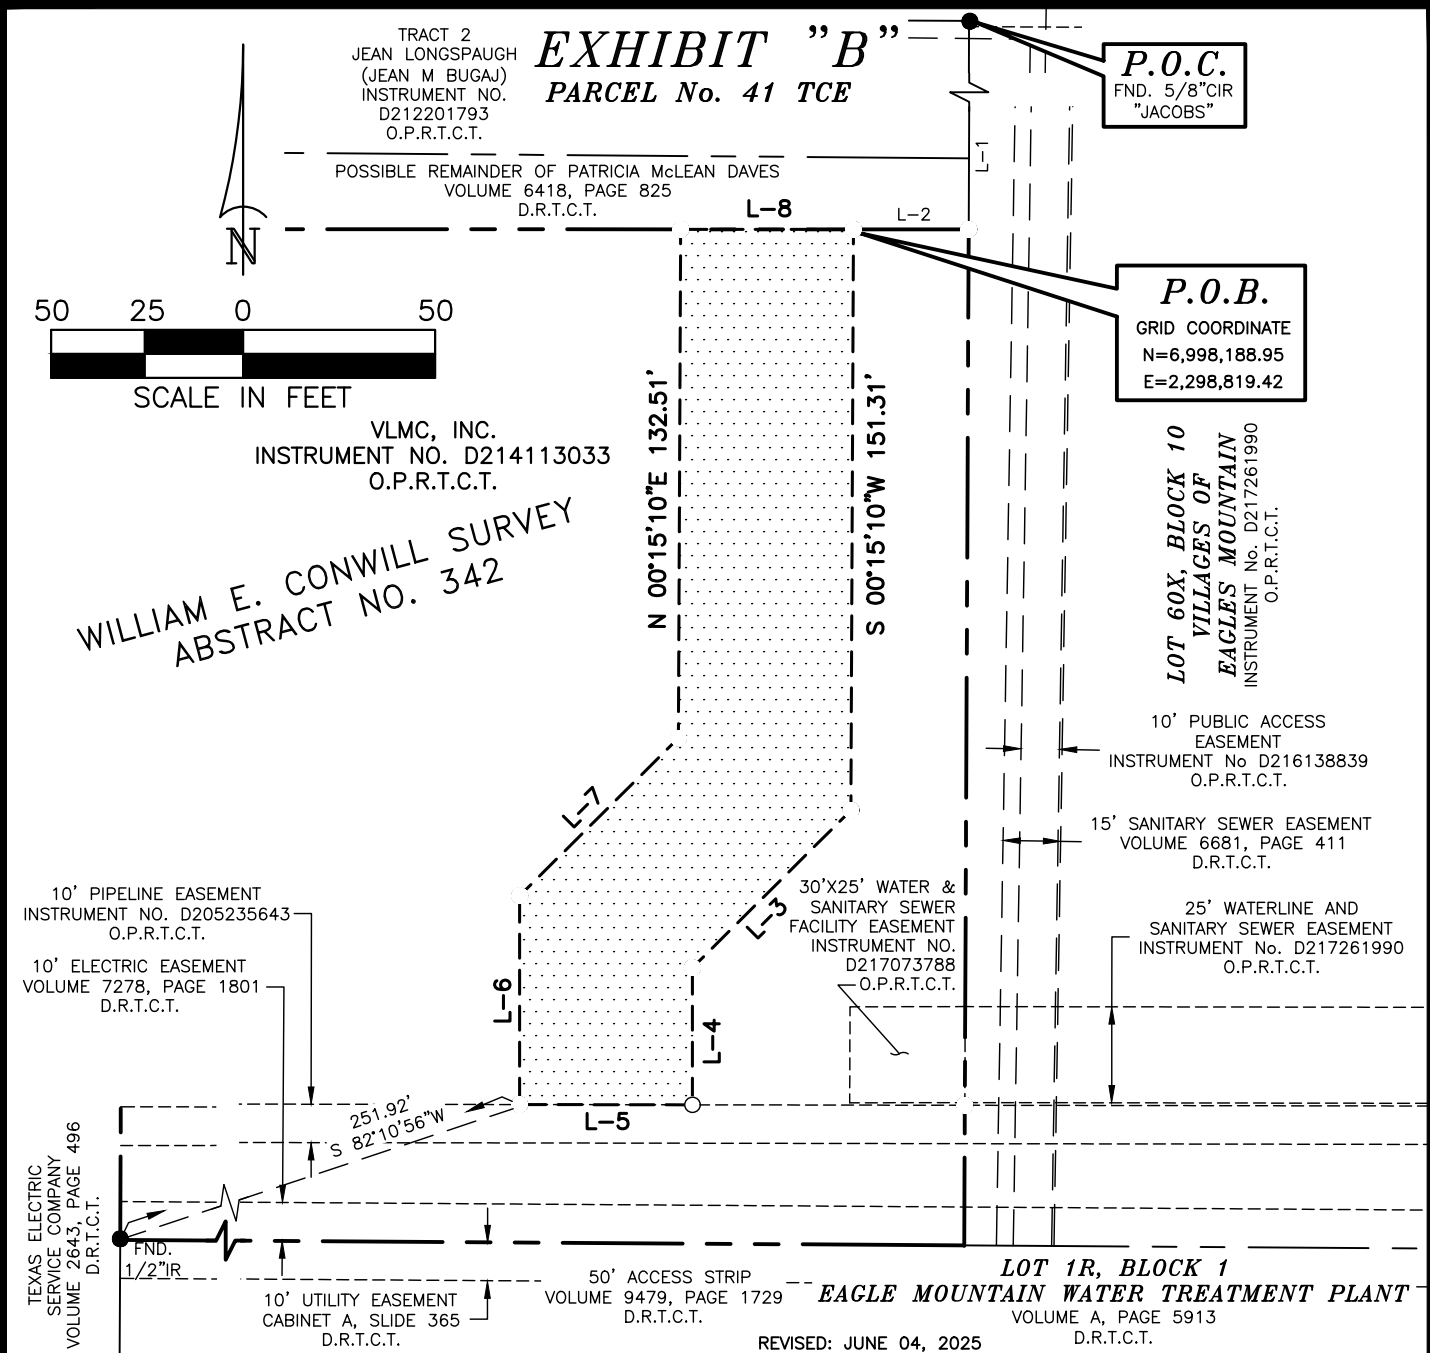 EXHIBIT "B"
PARCEL No. 41 TCE
TRACT 2
JEAN LONGSPAUGH
(JEAN M BUGAJ)
INSTRUMENT NO.
D212201793
O.P.R.T.C.T.
P.O.C.
FND. 5/8"CIR
"JACOBS"
L-1
POSSIBLE REMAINDER OF PATRICIA McLEAN DAVES
VOLUME 6418, PAGE 825
D.R.T.C.T.
L-8
L-2
N
P.O.B.
GRID COORDINATE
N=6,998,188.95
E=2,298,819.42
50 25 0 50
SCALE IN FEET
VLMC, INC.
INSTRUMENT NO. D214113033
O.P.R.T.C.T.
N 00°15'10"E 132.51'
S 00°15'10"W 151.31'
WILLIAM E. CONWILL SURVEY
ABSTRACT NO. 342
LOT 60X, BLOCK 10
VILLAGES OF
EAGLES MOUNTAIN
INSTRUMENT No. D217261990
O.P.R.T.C.T.
10' PUBLIC ACCESS
EASEMENT
INSTRUMENT No D216138839
O.P.R.T.C.T.
L-7
15' SANITARY SEWER EASEMENT
VOLUME 6681, PAGE 411
D.R.T.C.T.
L-3
30'X25' WATER &
SANITARY SEWER
FACILITY EASEMENT
INSTRUMENT NO.
D217073788
O.P.R.T.C.T.
25' WATERLINE AND
SANITARY SEWER EASEMENT
INSTRUMENT No. D217261990
O.P.R.T.C.T.
10' PIPELINE EASEMENT
INSTRUMENT NO. D205235643
O.P.R.T.C.T.
10' ELECTRIC EASEMENT
VOLUME 7278, PAGE 1801
D.R.T.C.T.
L-6
L-4
L-5
251.92'
S 82°10'56"W
TEXAS ELECTRIC
SERVICE COMPANY
VOLUME 2643, PAGE 496
D.R.T.C.T.
FND.
1/2"IR
10' UTILITY EASEMENT
CABINET A, SLIDE 365
D.R.T.C.T.
50' ACCESS STRIP
VOLUME 9479, PAGE 1729
D.R.T.C.T.
LOT 1R, BLOCK 1
EAGLE MOUNTAIN WATER TREATMENT PLANT
VOLUME A, PAGE 5913
D.R.T.C.T.
REVISED: JUNE 04, 2025